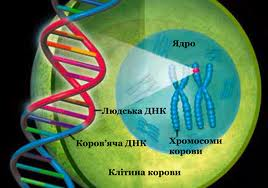 Ядро
Людська ДНК
Коров'яча ДНК
Хромосоми
корови
Клітина корови